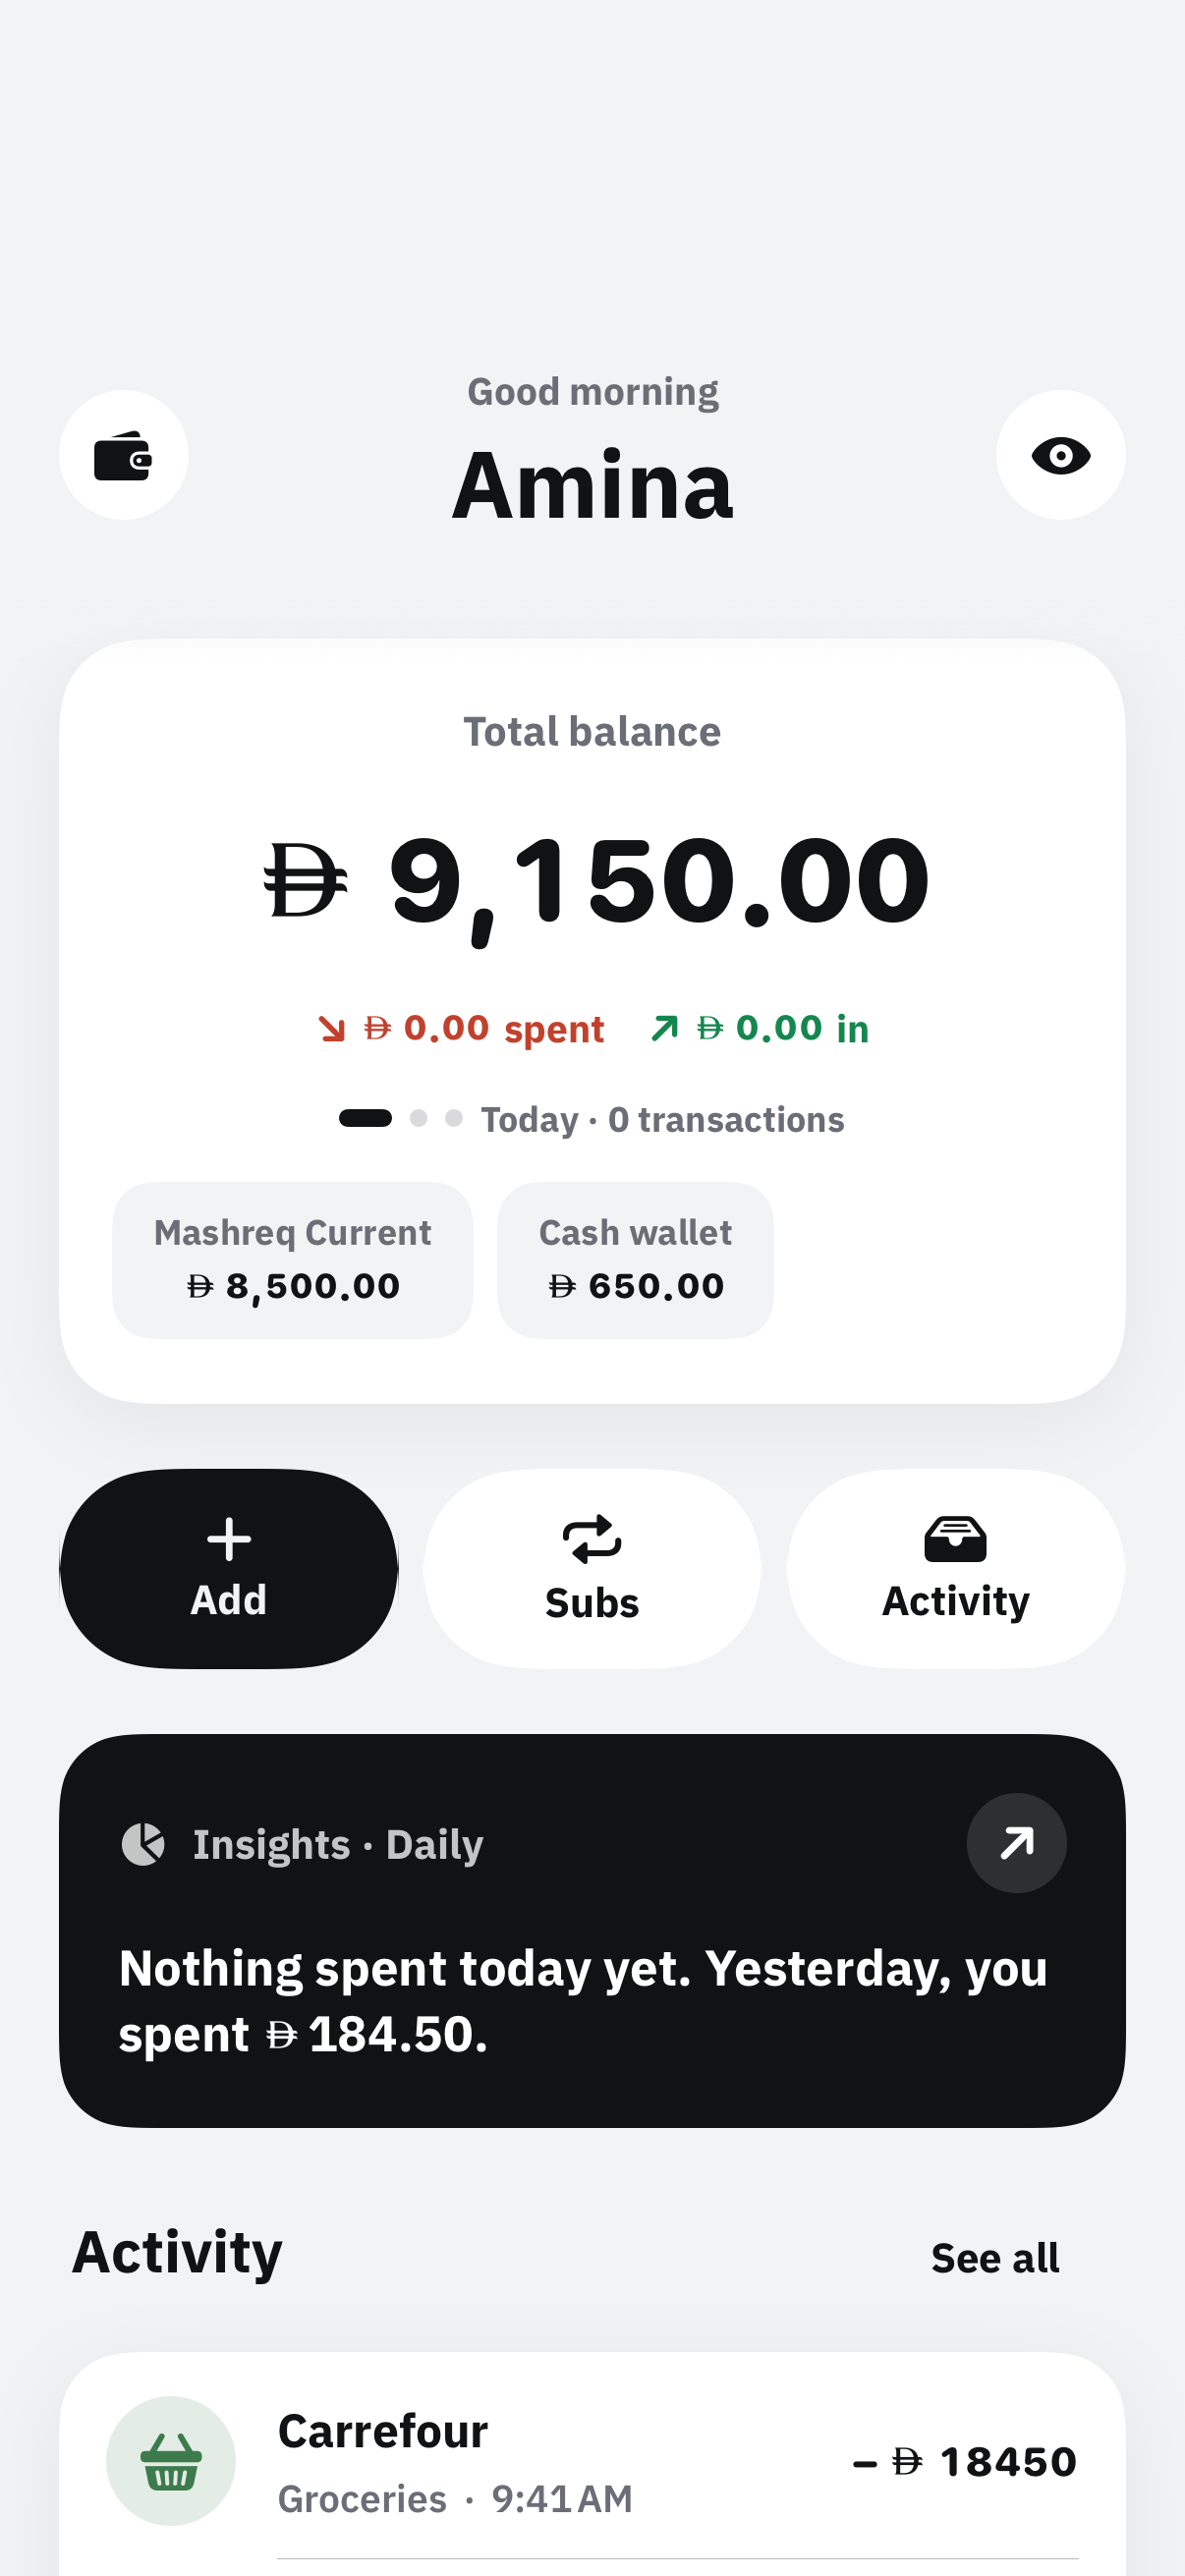 Good morning
Amina
Total balance
 9,150.00
 0.00 spent  0.00 in
Today · 0 transactions
Mashreq Current
 8,500.00
Cash wallet
 650.00
Add
Subs
Activity
Insights · Daily
Nothing spent today yet. Yesterday, you
spent  184.50.
Activity
See all
Carrefour
–  18450
Groceries · 9:41 AM